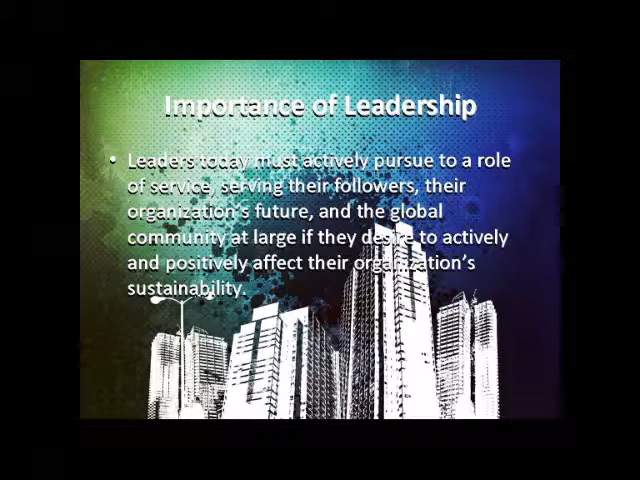 Importance of Leadership
• Leaders today must actively pursue to a role
of service, serving their followers, their
organization's future, and the global
community at large if they desire to actively
and positively affect their organization's
sustainability.